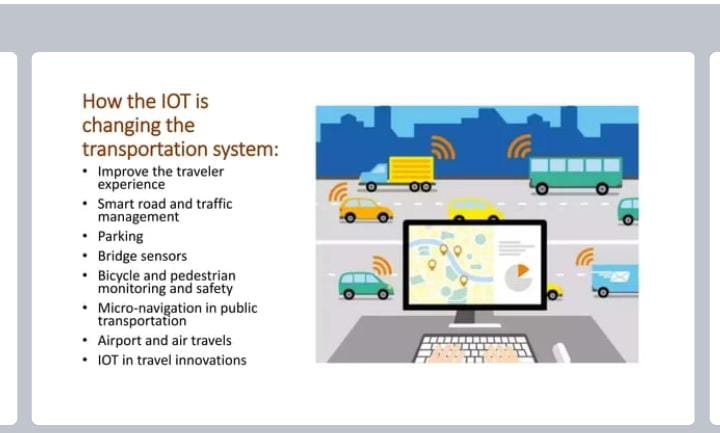 How the IOT is
changing the
transportation system:
• Improve the traveler
experience
• Smart road and traffic
management
• Parking
• Bridge sensors
• Bicycle and pedestrian
monitoring and safety
• Micro-navigation in public
transportation
• Airport and air travels
• IOT in travel innovations